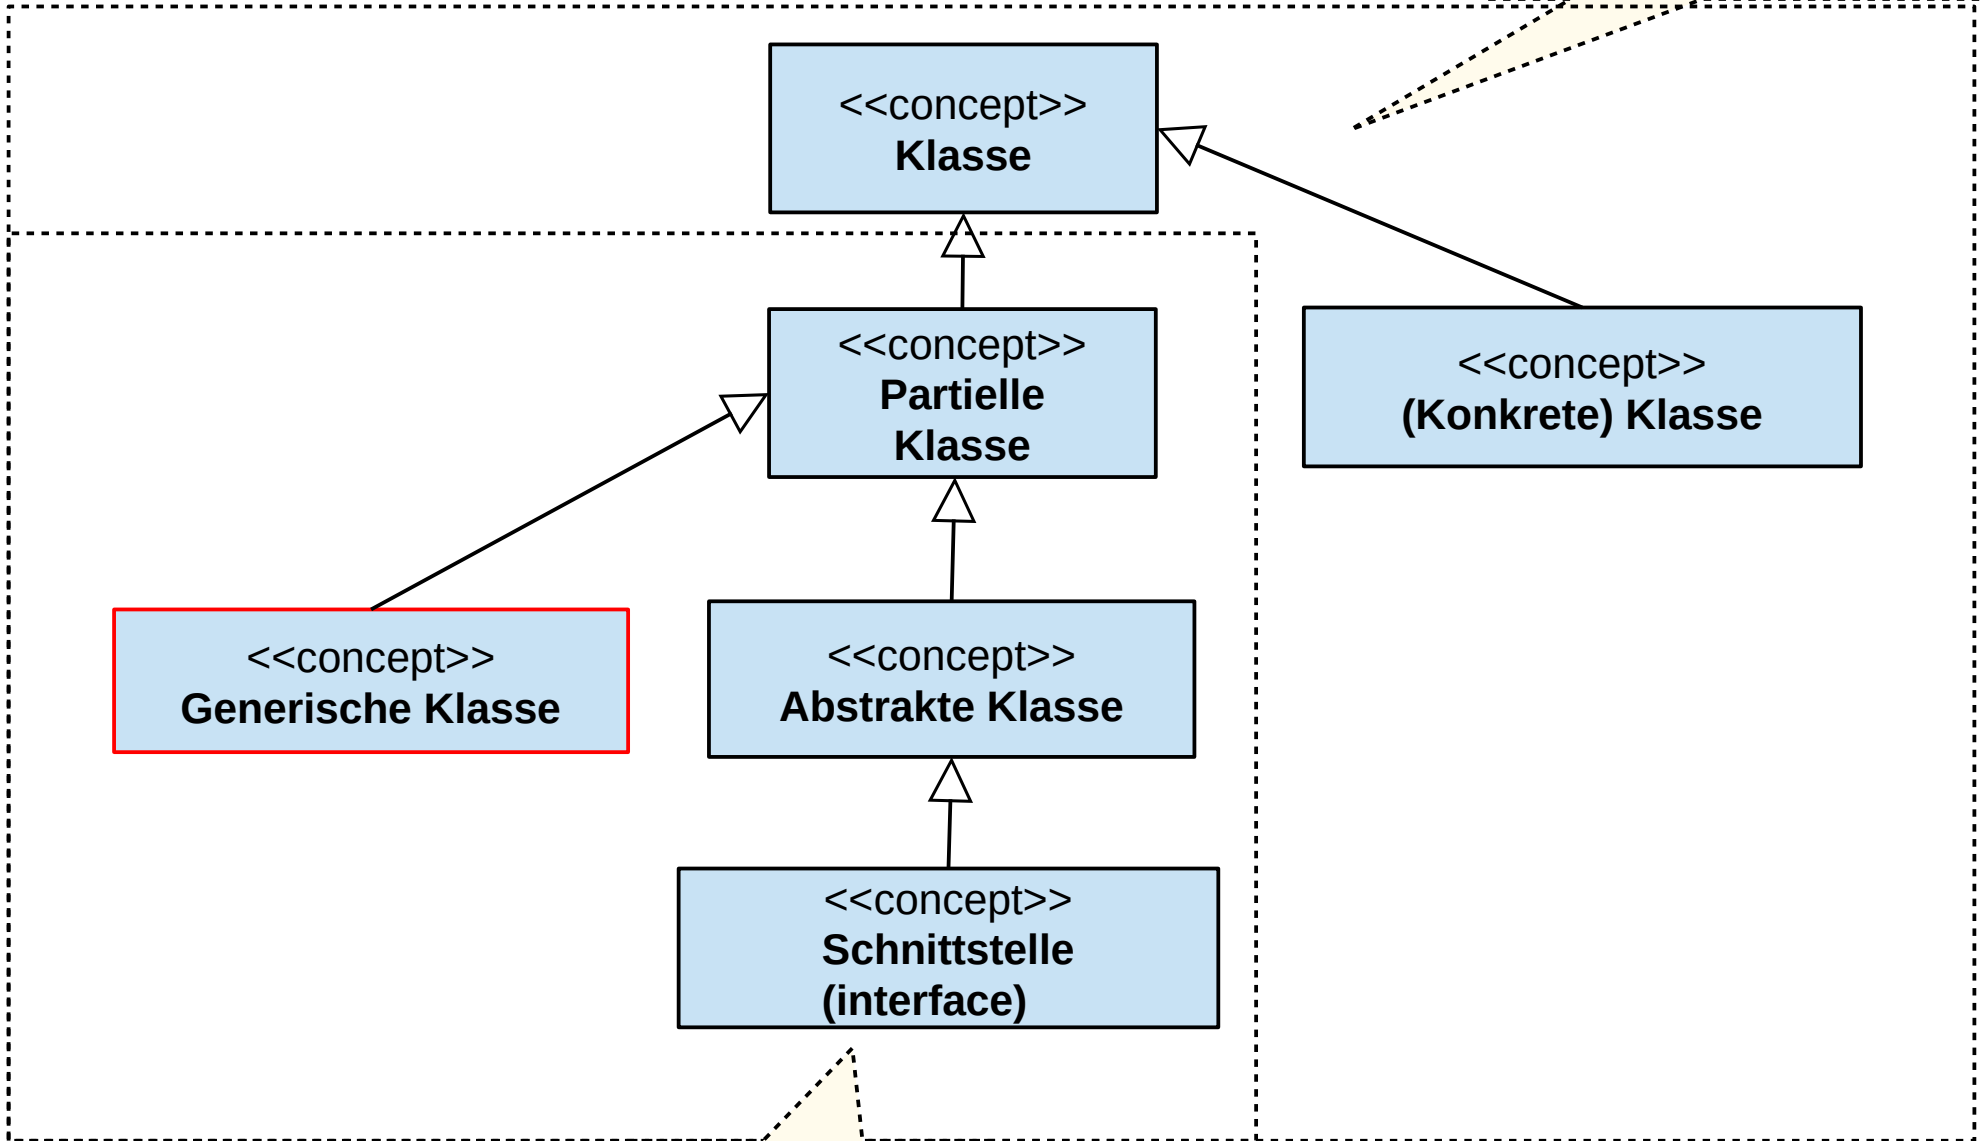 <<concept>>
Klasse
<<concept>>
Partielle
Klasse
<<concept>>
(Konkrete) Klasse
<<concept>>
Generische Klasse
<<concept>>
Abstrakte Klasse
<<concept>>
Schnittstelle
(interface)